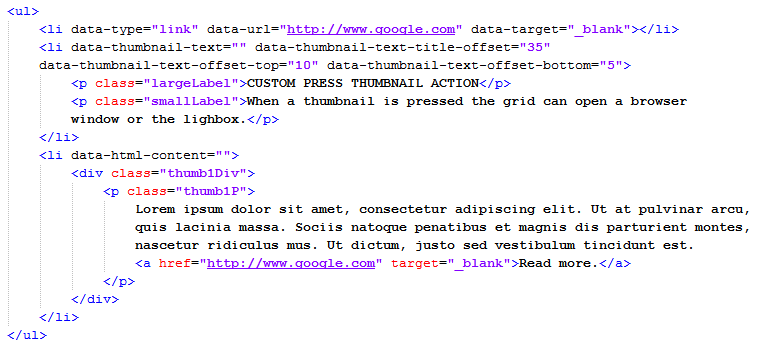 <ul>
<li data-type="link" data-url="http://www.google.com" data-target="_blank"></li>
<li data-thumbnail-text="" data-thumbnail-text-title-offset="35"
data-thumbnail-text-offset-top="10" data-thumbnail-text-offset-bottom="5">
<p class="largeLabel">CUSTOM PRESS THUMBNAIL ACTION</p>
<p class="smallLabel">When a thumbnail is pressed the grid can open a browser
window or the lighbox.</p>
</li>
<li data-html-content="">
<div class="thumb1Div">
<p class="thumb1P">
Lorem ipsum dolor sit amet, consectetur adipiscing elit. Ut at pulvinar arcu,
quis lacinia massa. Sociis natoque penatibus et magnis dis parturient montes,
nascetur ridiculus mus. Ut dictum, justo sed vestibulum tincidunt est.
<a href="http://www.google.com" target="_blank">Read more.</a>
</p>
</div>
</li>
</ul>